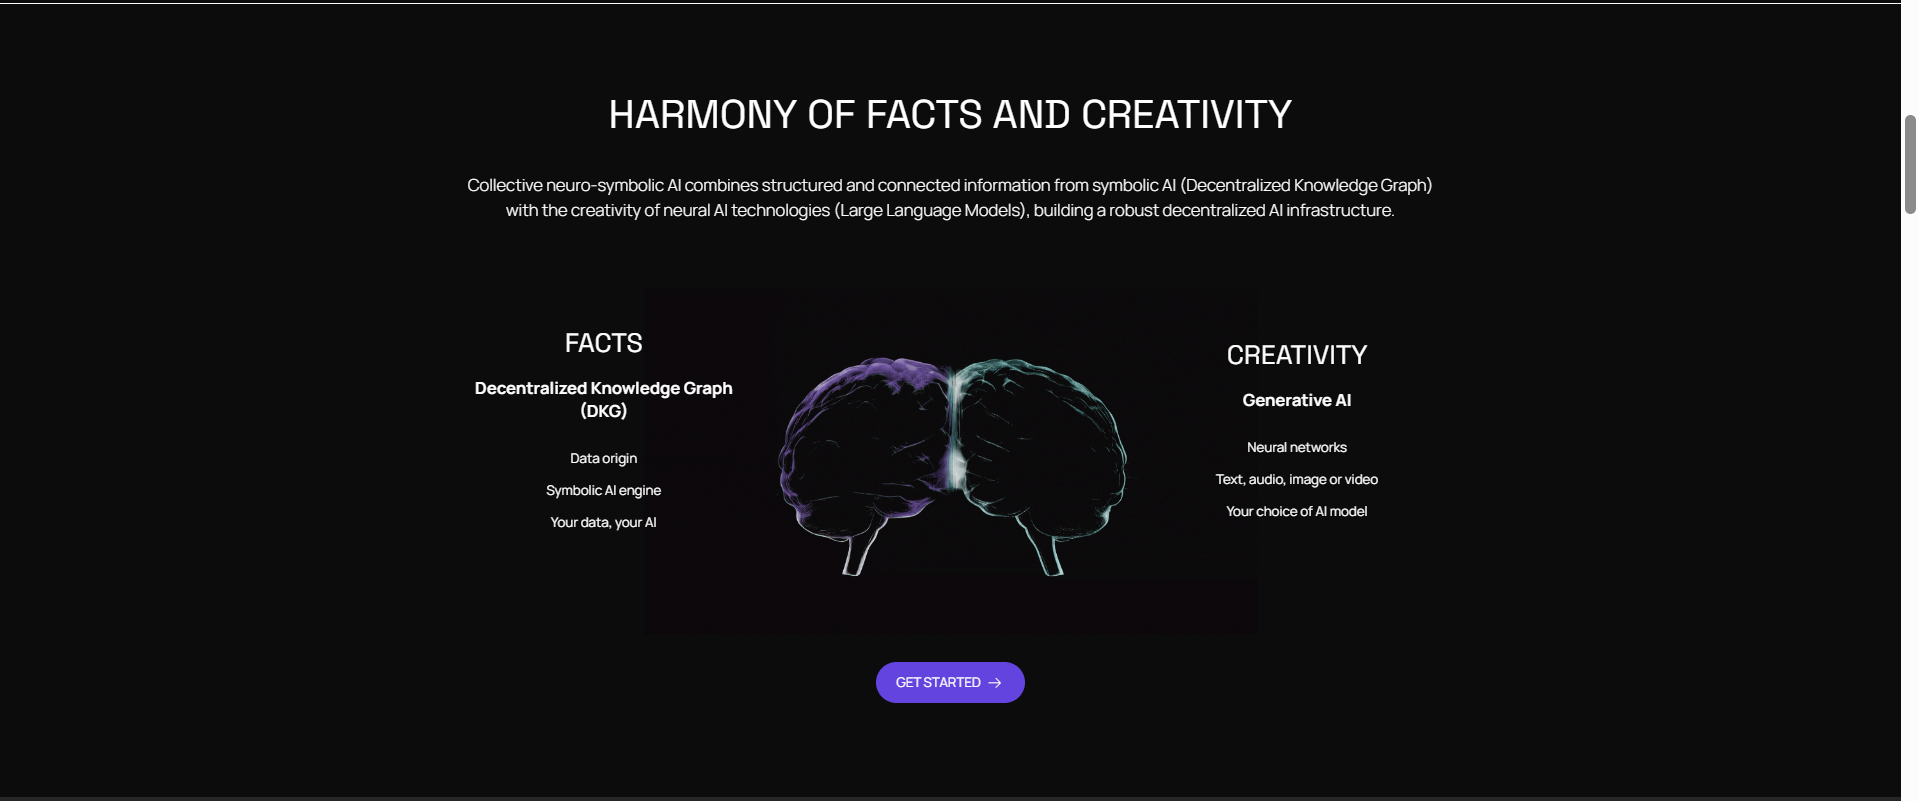 HARMONY OF FACTS AND CREATIVITY
Collective neuro-symbolic AI combines structured and connected information from symbolic AI (Decentralized Knowledge Graph)
with the creativity of neural AI technologies (Large Language Models), building a robust decentralized AI infrastructure.
FACTS
Decentralized Knowledge Graph
(DKG)
Data origin
Symbolic AI engine
Your data, your AI
CREATIVITY
Generative AI
Neural networks
Text, audio, image or video
Your choice of AI model
GET STARTED →